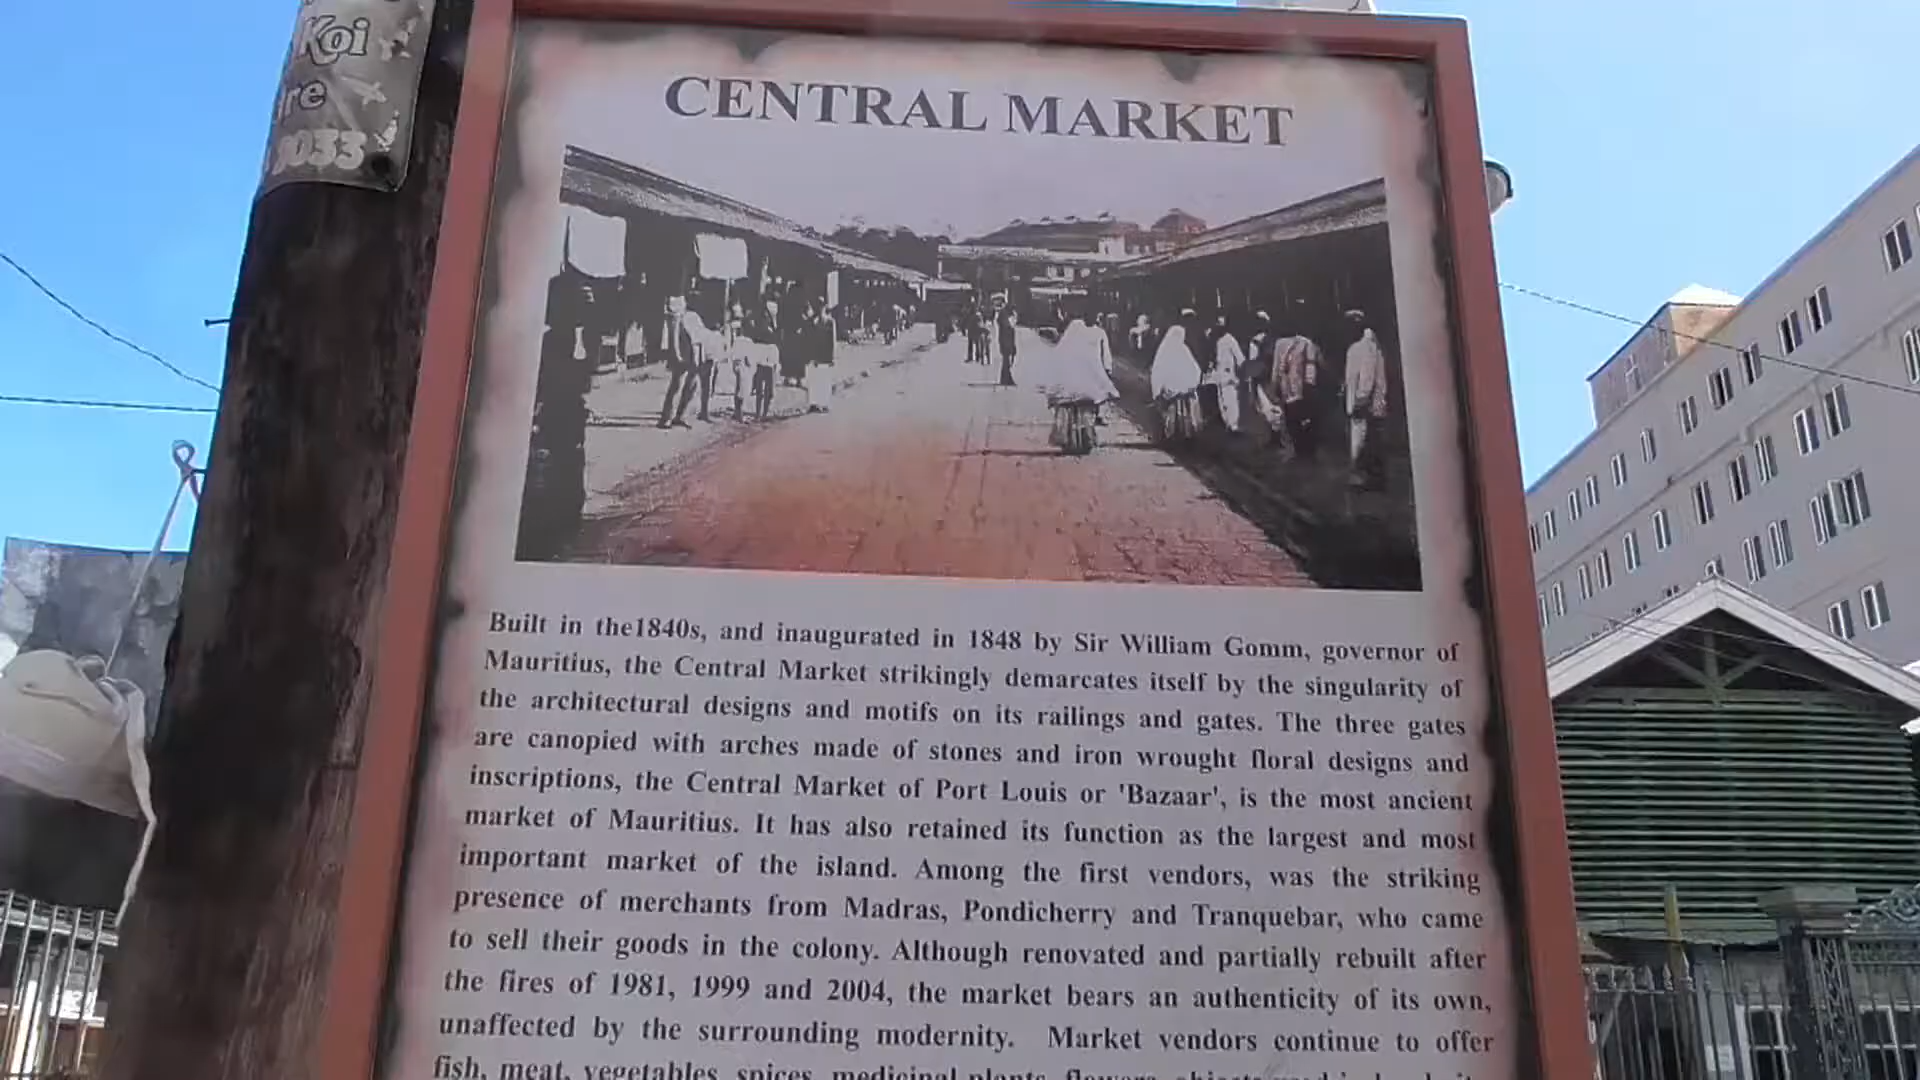 Koi
re
9033
CENTRAL MARKET
Built in the1840s, and inaugurated in 1848 by Sir William Gomm, governor of
Mauritius, the Central Market strikingly demarcates itself by the singularity of
the architectural designs and motifs on its railings and gates. The three gates
are canopied with arches made of stones and iron wrought floral designs and
inscriptions, the Central Market of Port Louis or 'Bazaar', is the most ancient
market of Mauritius. It has also retained its function as the largest and most
important market of the island. Among the first vendors, was the striking
presence of merchants from Madras, Pondicherry and Tranquebar, who came
to sell their goods in the colony. Although renovated and partially rebuilt after
the fires of 1981, 1999 and 2004, the market bears an authenticity of its own,
unaffected by the surrounding modernity. Market vendors continue to offer
fish, meat, vegetables, spices, medicinal plants, flowers, objects